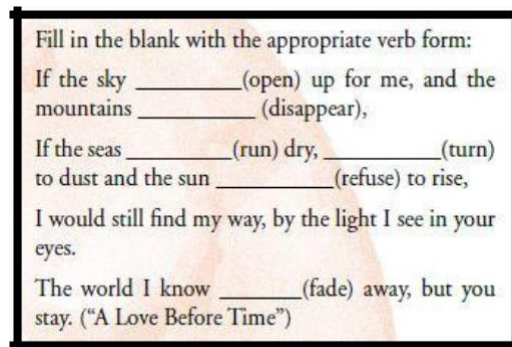 Fill in the blank with the appropriate verb form:
If the sky __________(open) up for me, and the
mountains ___________ (disappear),
If the seas __________(run) dry, ___________(turn)
to dust and the sun ___________(refuse) to rise,
I would still find my way, by the light I see in your
eyes.
The world I know _______(fade) away, but you
stay. (“A Love Before Time”)